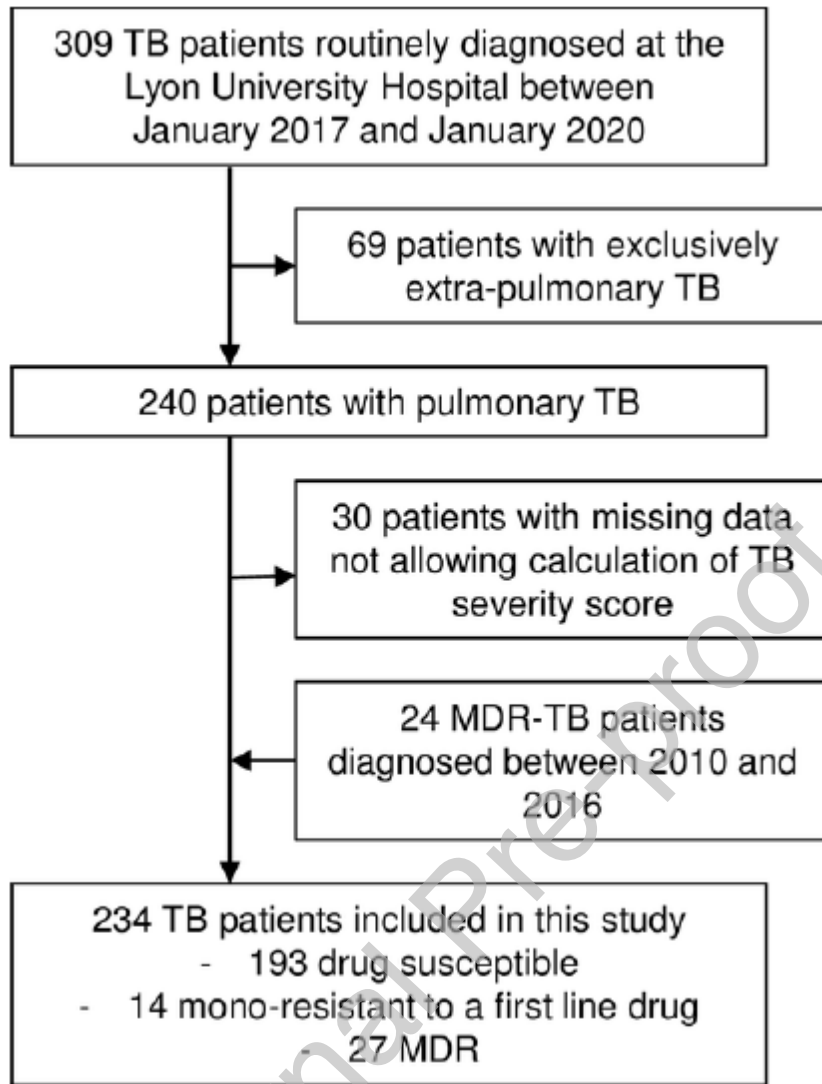 309 TB patients routinely diagnosed at the
Lyon University Hospital between
January 2017 and January 2020
69 patients with exclusively
extra-pulmonary TB
240 patients with pulmonary TB
30 patients with missing data
not allowing calculation of TB
severity score
24 MDR-TB patients
diagnosed between 2010 and
2016
234 TB patients included in this study
- 193 drug susceptible
- 14 mono-resistant to a first line drug
- 27 MDR
nal Pre-proof